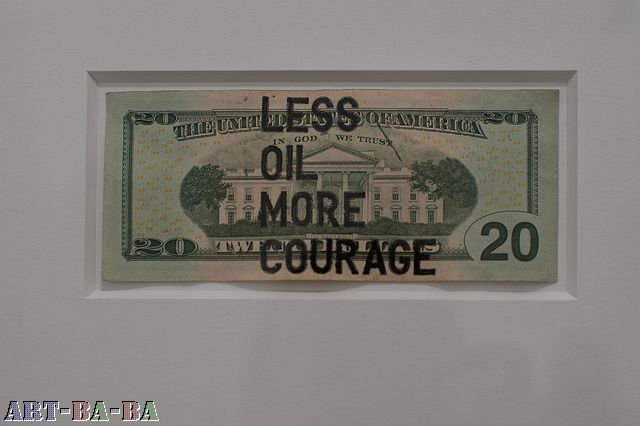 20 20
THE UNITED STATES OF AMERICA
LESS
IN GOD WE TRUST
OIL
MORE
20 20
COURAGE
ART-BA-BA